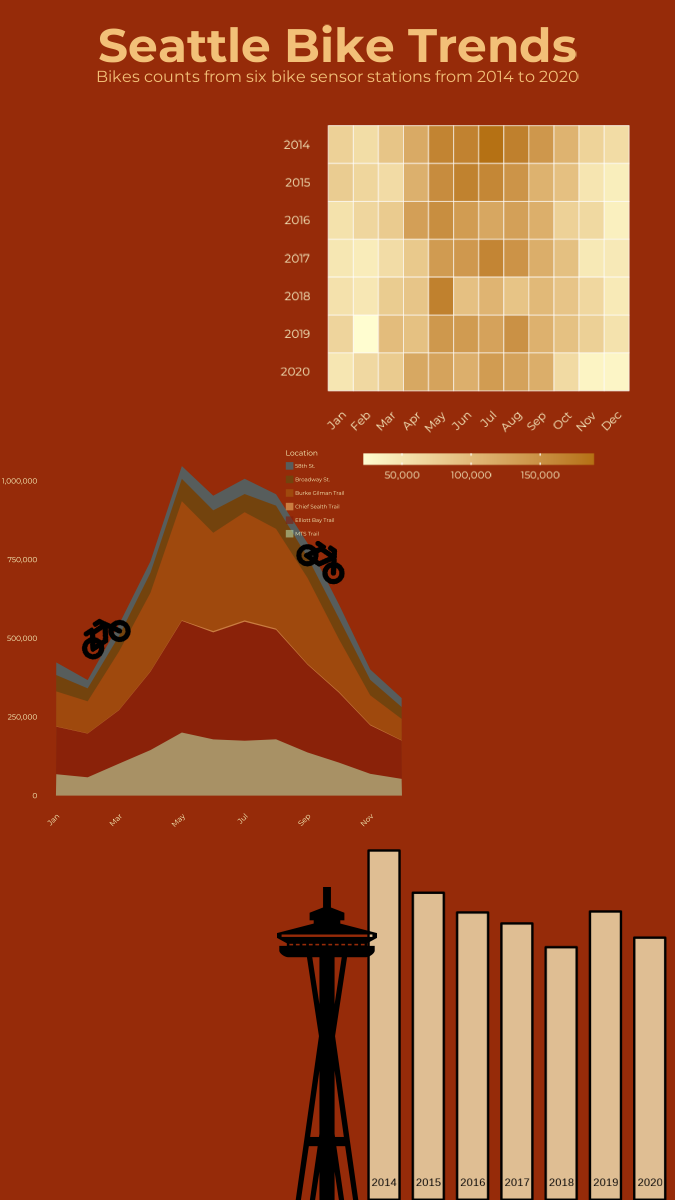 Seattle Bike Trends
Bikes counts from six bike sensor stations from 2014 to 2020
2014
2015
2016
2017
2018
2019
2020
Jan Feb Mar Apr May Jun Jul Aug Sep Oct Nov Dec
50,000 100,000 150,000
Location
58th St.
Broadway St.
Burke Gilman Trail
Chief Sealth Trail
Elliott Bay Trail
MTS Trail
1,000,000
750,000
500,000
250,000
0
Jan Mar May Jul Sep Nov
2014 2015 2016 2017 2018 2019 2020